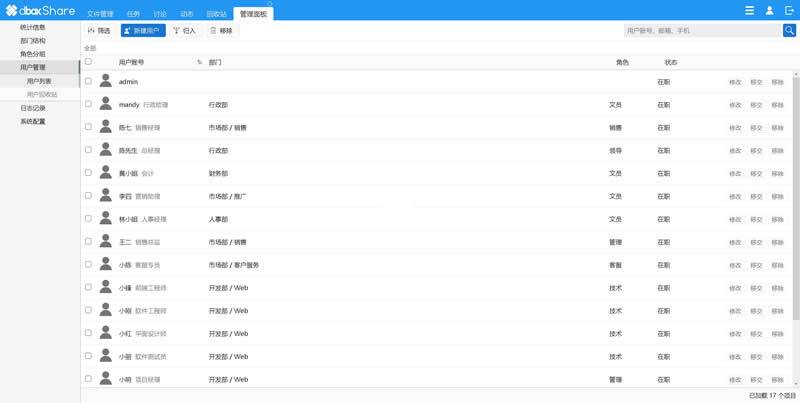 dboxShare 文件管理 任务 讨论 动态 回收站 管理面板
统计信息
部门结构
角色分组
用户管理
用户列表
用户回收站
日志记录
系统配置
筛选 新建用户 归入 移除 用户账号、邮箱、手机
全部
用户账号 部门 角色 状态
admin 在职 修改 移交 移除
mandy 行政助理 行政部 文员 在职 修改 移交 移除
陈七 销售经理 市场部 / 销售 销售 在职 修改 移交 移除
陈先生 总经理 行政部 领导 在职 修改 移交 移除
黄小姐 会计 财务部 文员 在职 修改 移交 移除
李四 营销助理 市场部 / 推广 文员 在职 修改 移交 移除
林小姐 人事经理 人事部 文员 在职 修改 移交 移除
王二 销售总监 市场部 / 销售 管理 在职 修改 移交 移除
小陈 客服专员 市场部 / 客户服务 客服 在职 修改 移交 移除
小锋 前端工程师 开发部 / Web 技术 在职 修改 移交 移除
小刚 软件工程师 开发部 / Web 技术 在职 修改 移交 移除
小红 平面设计师 开发部 / Web 技术 在职 修改 移交 移除
小丽 软件测试员 开发部 / Web 技术 在职 修改 移交 移除
小明 项目经理 开发部 / Web 管理 在职 修改 移交 移除
已加载 17 个项目